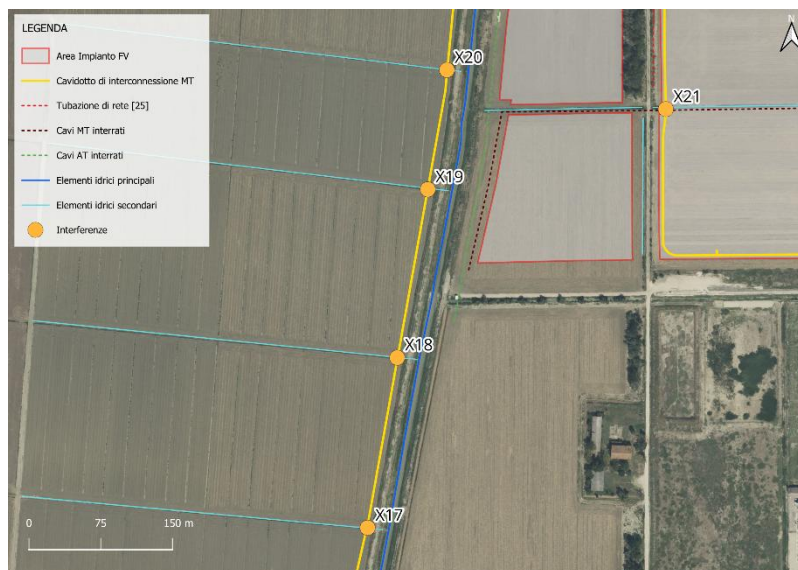 LEGENDA
Area Impianto FV
Cavidotto di interconnessione MT
Tubazione di rete [25]
Cavi MT interrati
Cavi AT interrati
Elementi idrici principali
Elementi idrici secondari
Interferenze
N
X20
X21
X19
X18
X17
0 75 150 m